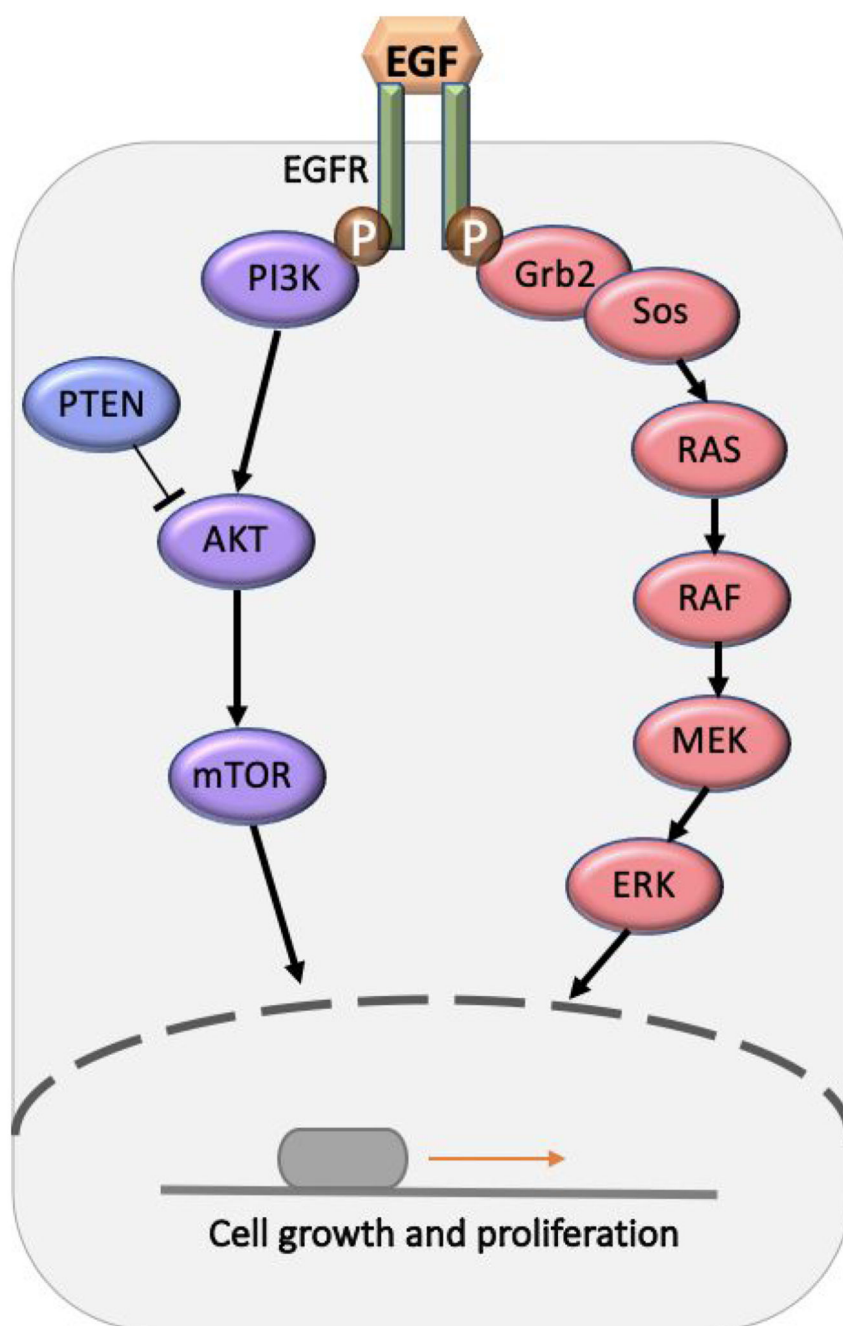 EGF
EGFR
P
P
PI3K
Grb2
Sos
PTEN
RAS
AKT
RAF
MEK
mTOR
ERK
Cell growth and proliferation